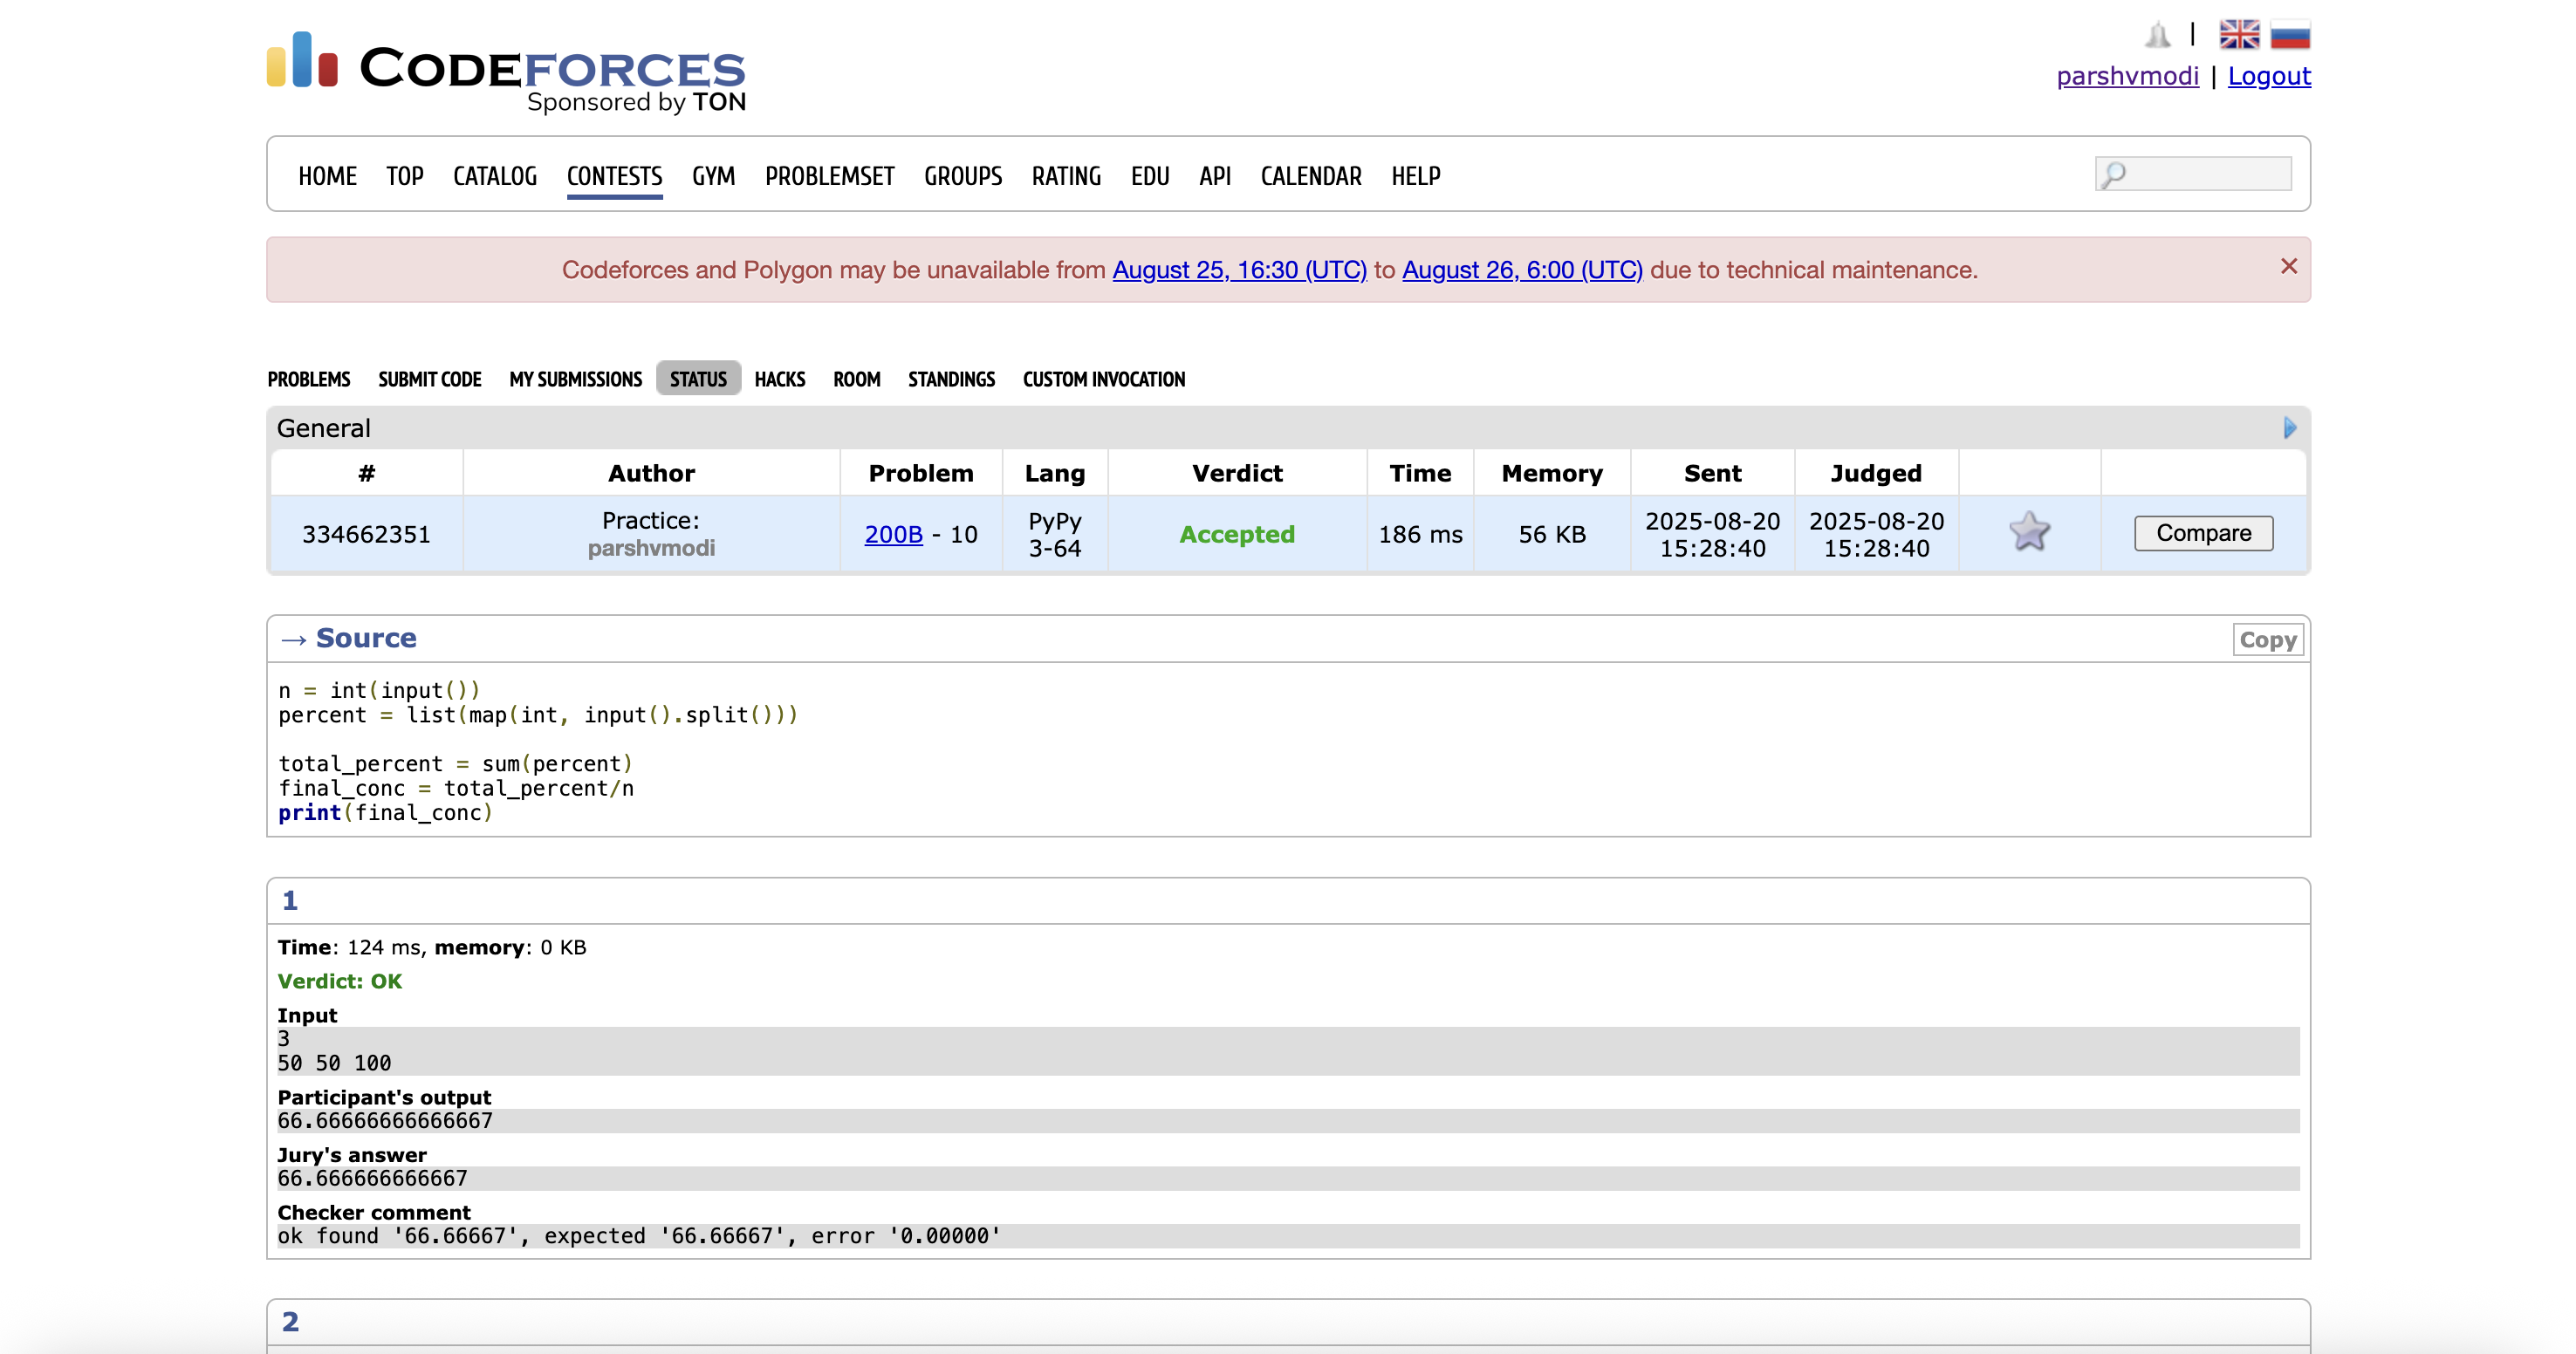 CODEFORCES
Sponsored by TON
|
parshvmodi | Logout
HOME TOP CATALOG CONTESTS GYM PROBLEMSET GROUPS RATING EDU API CALENDAR HELP
Codeforces and Polygon may be unavailable from August 25, 16:30 (UTC) to August 26, 6:00 (UTC) due to technical maintenance. ×
PROBLEMS SUBMIT CODE MY SUBMISSIONS STATUS HACKS ROOM STANDINGS CUSTOM INVOCATION
General
# Author Problem Lang Verdict Time Memory Sent Judged
334662351 Practice: parshvmodi 200B - 10 PyPy 3-64 Accepted 186 ms 56 KB 2025-08-20 15:28:40 2025-08-20 15:28:40 Compare
→ Source Copy
n = int(input())
percent = list(map(int, input().split()))
total_percent = sum(percent)
final_conc = total_percent/n
print(final_conc)
1
Time: 124 ms, memory: 0 KB
Verdict: OK
Input
3
50 50 100
Participant's output
66.66666666666667
Jury's answer
66.666666666667
Checker comment
ok found '66.66667', expected '66.66667', error '0.00000'
2